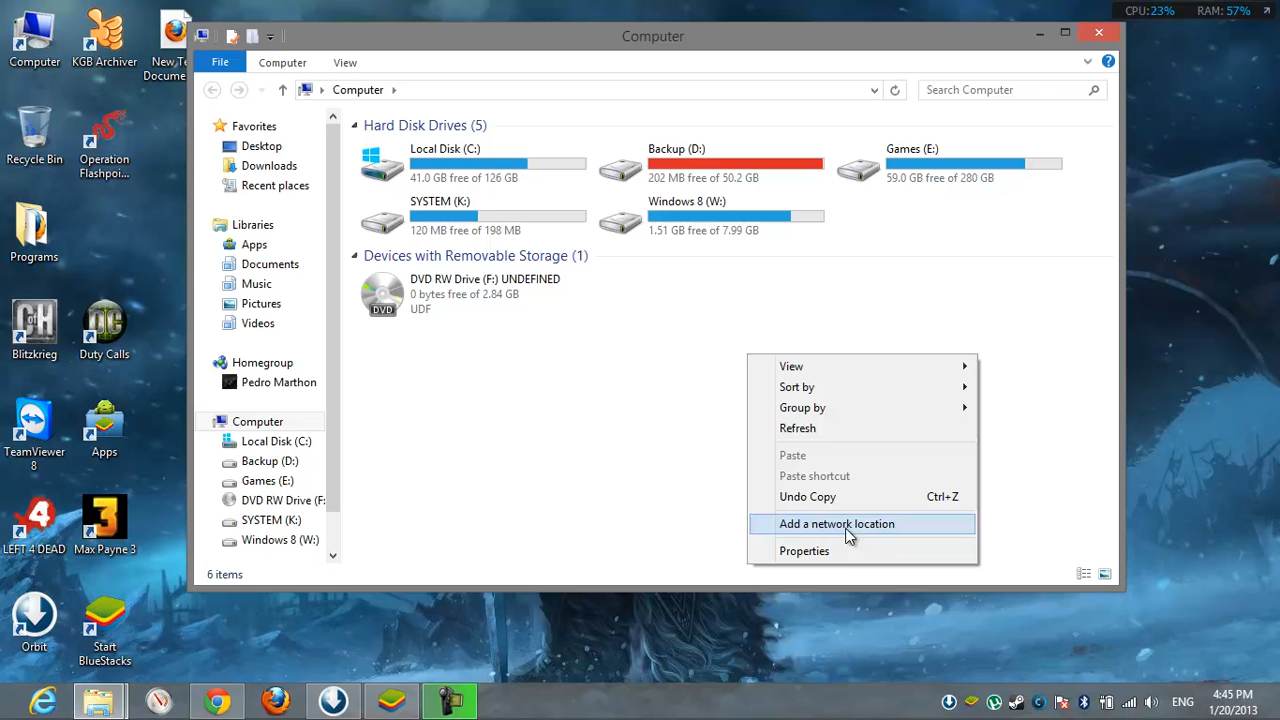 CPU:23% RAM: 57%
Computer
KGB Archiver
New_Te
Docume...
Recycle Bin
Operation
Flashpoi...
Programs
Blitzkrieg
Duty Calls
TeamViewer
8
Apps
LEFT 4 DEAD
Max Payne 3
Orbit
Start
BlueStacks
Computer
File
Computer
View
Computer
Search Computer
Favorites
Desktop
Downloads
Recent places
Libraries
Apps
Documents
Music
Pictures
Videos
Homegroup
Pedro Marthon
Computer
Local Disk (C:)
Backup (D:)
Games (E:)
DVD RW Drive (F:
SYSTEM (K:)
Windows 8 (W:)
Hard Disk Drives (5)
Local Disk (C:)
41.0 GB free of 126 GB
Backup (D:)
202 MB free of 50.2 GB
Games (E:)
59.0 GB free of 280 GB
SYSTEM (K:)
120 MB free of 198 MB
Windows 8 (W:)
1.51 GB free of 7.99 GB
Devices with Removable Storage (1)
DVD RW Drive (F:) UNDEFINED
0 bytes free of 2.84 GB
UDF
DVD
View
Sort by
Group by
Refresh
Paste
Paste shortcut
Undo Copy Ctrl+Z
Add a network location
Properties
6 items
ENG
4:45 PM
1/20/2013